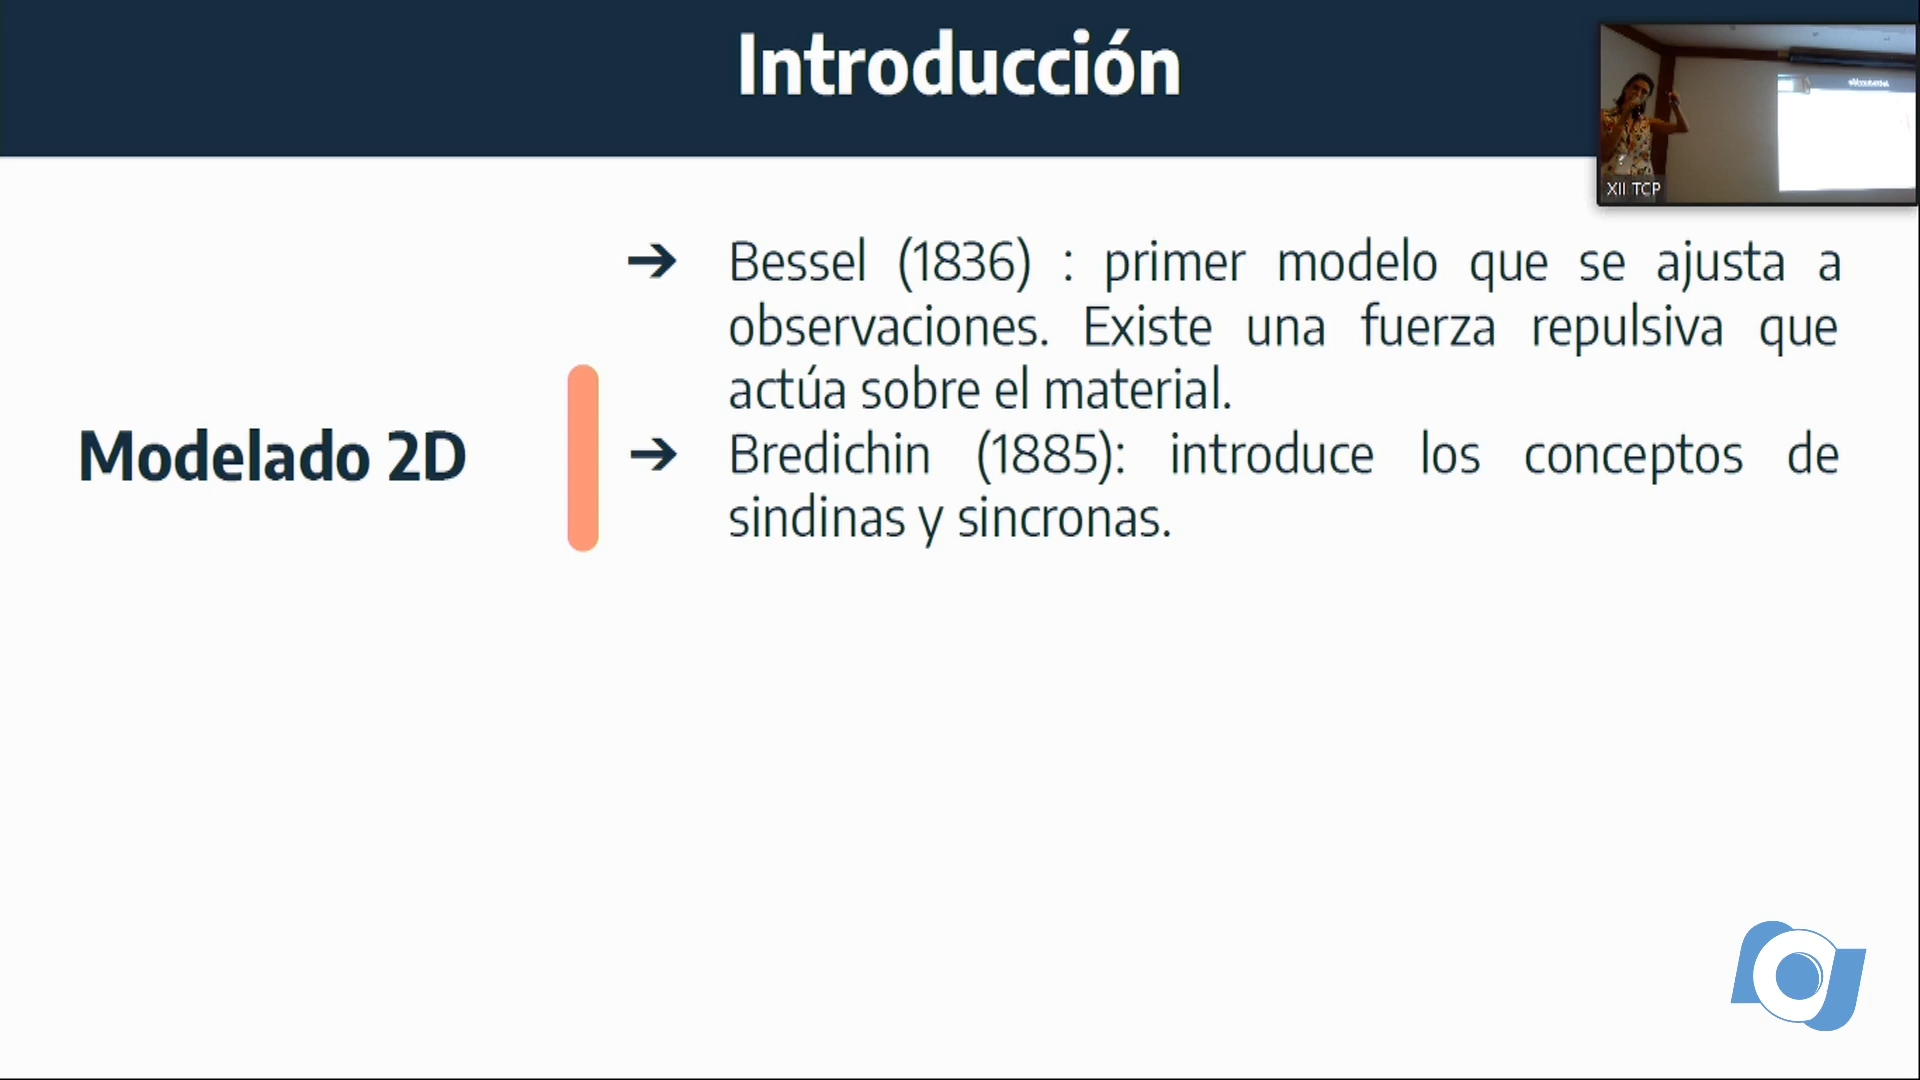 Introducción
XII TCP
➔ Bessel (1836) : primer modelo que se ajusta a
observaciones. Existe una fuerza repulsiva que
actúa sobre el material.
Modelado 2D
➔ Bredichin (1885): introduce los conceptos de
sindinas y sincronas.